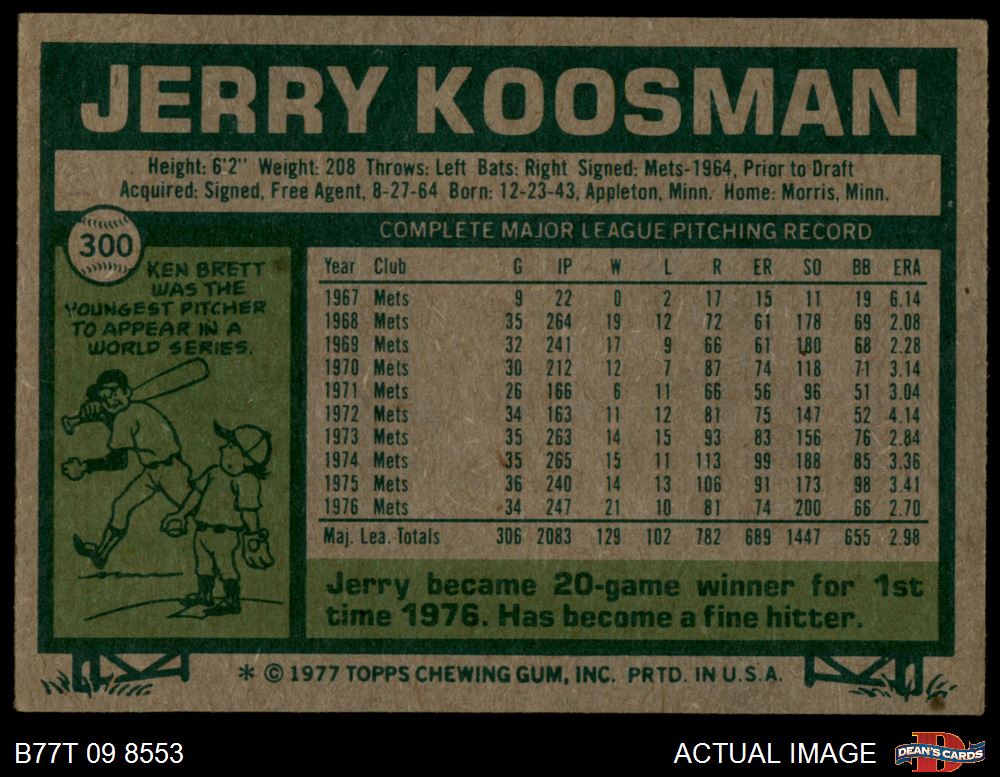 JERRY KOOSMAN
Height: 6'2" Weight: 208 Throws: Left Bats: Right Signed: Mets-1964, Prior to Draft
Acquired: Signed, Free Agent, 8-27-64 Born: 12-23-43, Appleton, Minn. Home: Morris, Minn.
300
KEN BRETT
WAS THE
YOUNGEST PITCHER
TO APPEAR IN A
WORLD SERIES.
COMPLETE MAJOR LEAGUE PITCHING RECORD
Year Club G IP W L R ER SO BB ERA
1967 Mets 9 22 0 2 17 15 11 19 6.14
1968 Mets 35 264 19 12 72 61 178 69 2.08
1969 Mets 32 241 17 9 66 61 180 68 2.28
1970 Mets 30 212 12 7 87 74 118 71 3.14
1971 Mets 26 166 6 11 66 56 96 51 3.04
1972 Mets 34 163 11 12 81 75 147 52 4.14
1973 Mets 35 263 14 15 93 83 156 76 2.84
1974 Mets 35 265 15 11 113 99 188 85 3.36
1975 Mets 36 240 14 13 106 91 173 98 3.41
1976 Mets 34 247 21 10 81 74 200 66 2.70
Maj. Lea. Totals 306 2083 129 102 782 689 1447 655 2.98
Jerry became 20-game winner for 1st
time 1976. Has become a fine hitter.
* © 1977 TOPPS CHEWING GUM, INC. PRTD. IN U.S.A.
B77T 09 8553
ACTUAL IMAGE
D
DEAN'S CARDS